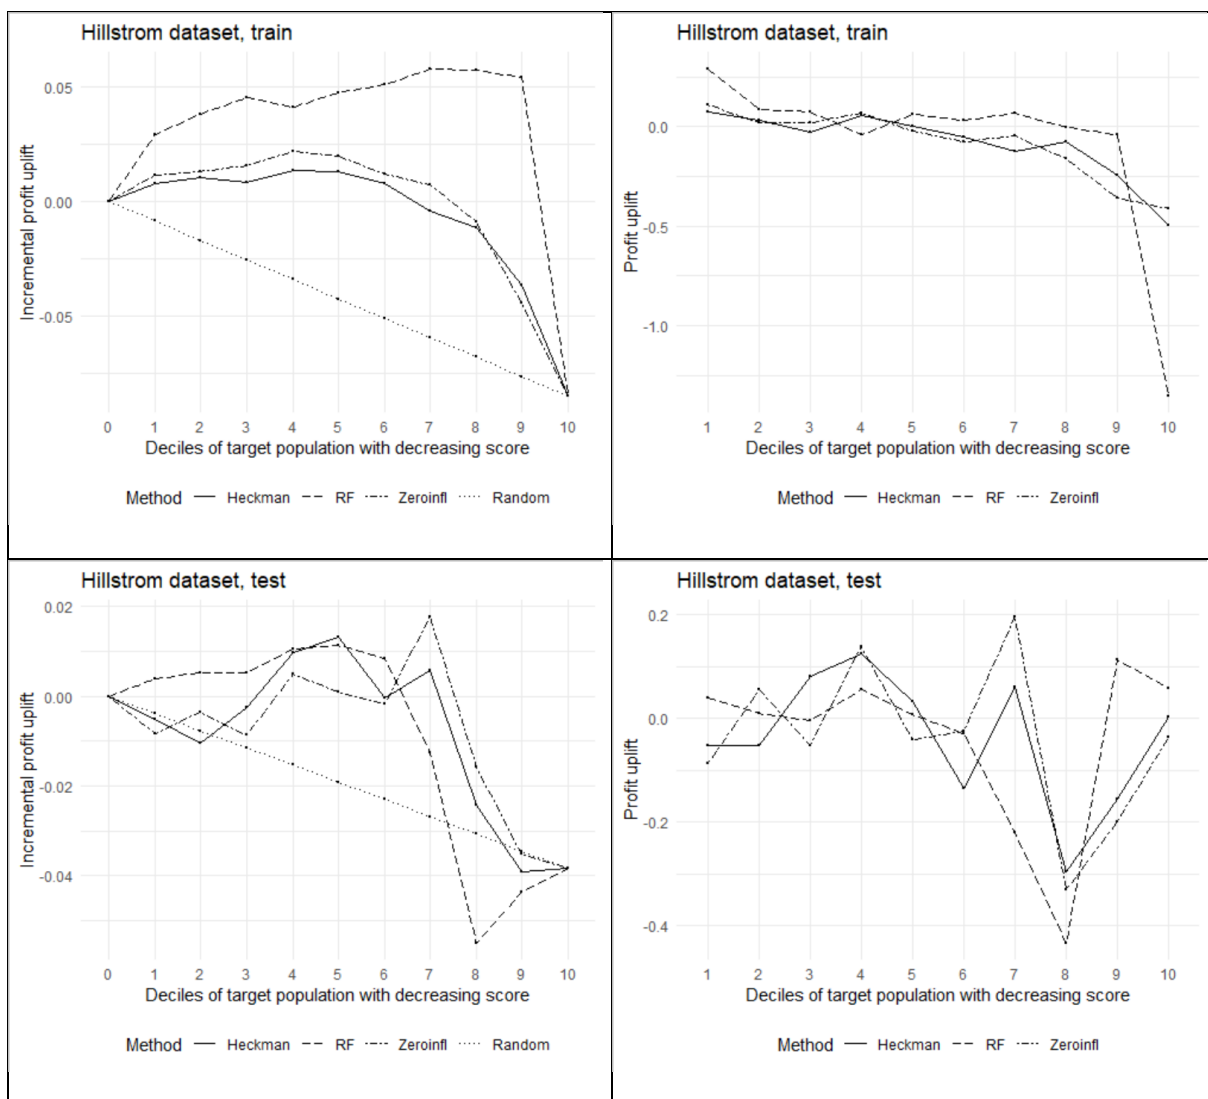 Hillstrom dataset, train
Incremental profit uplift
0.05
0.00
-0.05
0 1 2 3 4 5 6 7 8 9 10
Deciles of target population with decreasing score
Method Heckman RF Zeroinfl Random
Hillstrom dataset, train
Profit uplift
0.0
-0.5
-1.0
1 2 3 4 5 6 7 8 9 10
Deciles of target population with decreasing score
Method Heckman RF Zeroinfl
Hillstrom dataset, test
Incremental profit uplift
0.02
0.00
-0.02
-0.04
0 1 2 3 4 5 6 7 8 9 10
Deciles of target population with decreasing score
Method Heckman RF Zeroinfl Random
Hillstrom dataset, test
Profit uplift
0.2
0.0
-0.2
-0.4
1 2 3 4 5 6 7 8 9 10
Deciles of target population with decreasing score
Method Heckman RF Zeroinfl